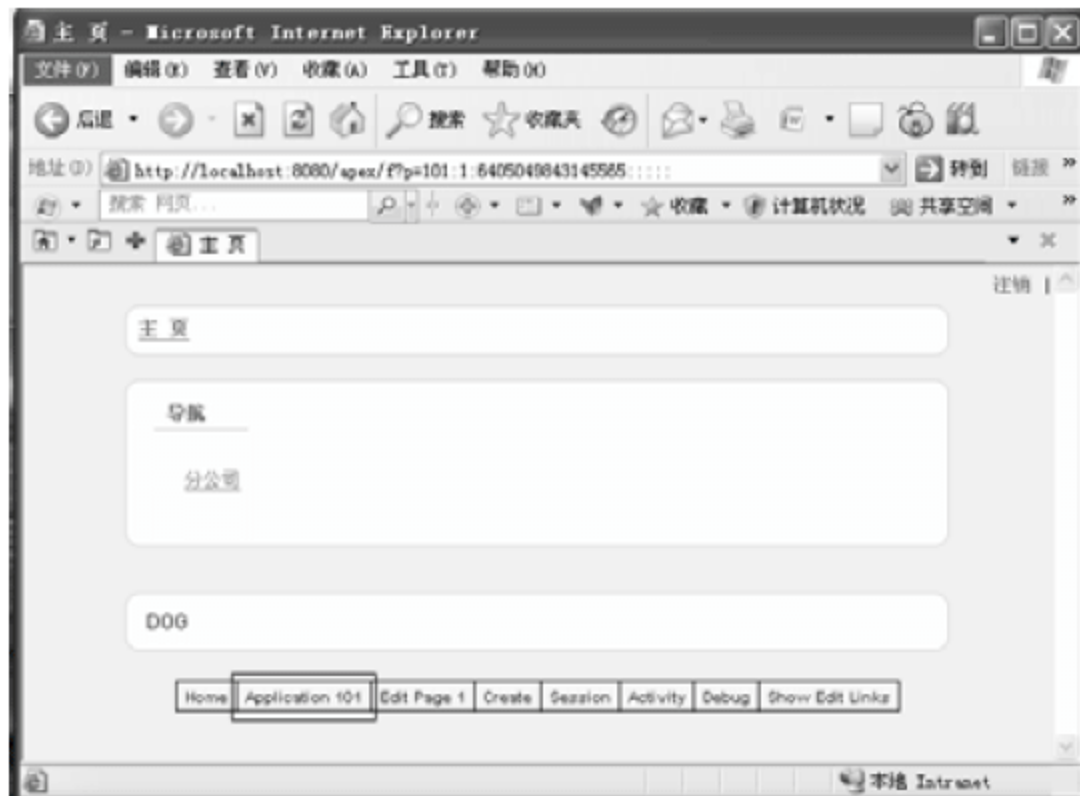 主 页 - Microsoft Internet Explorer
文件(F) 编辑(E) 查看(V) 收藏(A) 工具(T) 帮助(H)
后退 搜索 收藏夹
地址(D) http://localhost:8080/apex/f?p=101:1:6405049843145565::::: 转到 链接 »
搜索 网页... 收藏 计算机状况 共享空间 »
主 页
注销 |
主 页
导航
分公司
DOG
Home Application 101 Edit Page 1 Create Session Activity Debug Show Edit Links
本地 Intranet